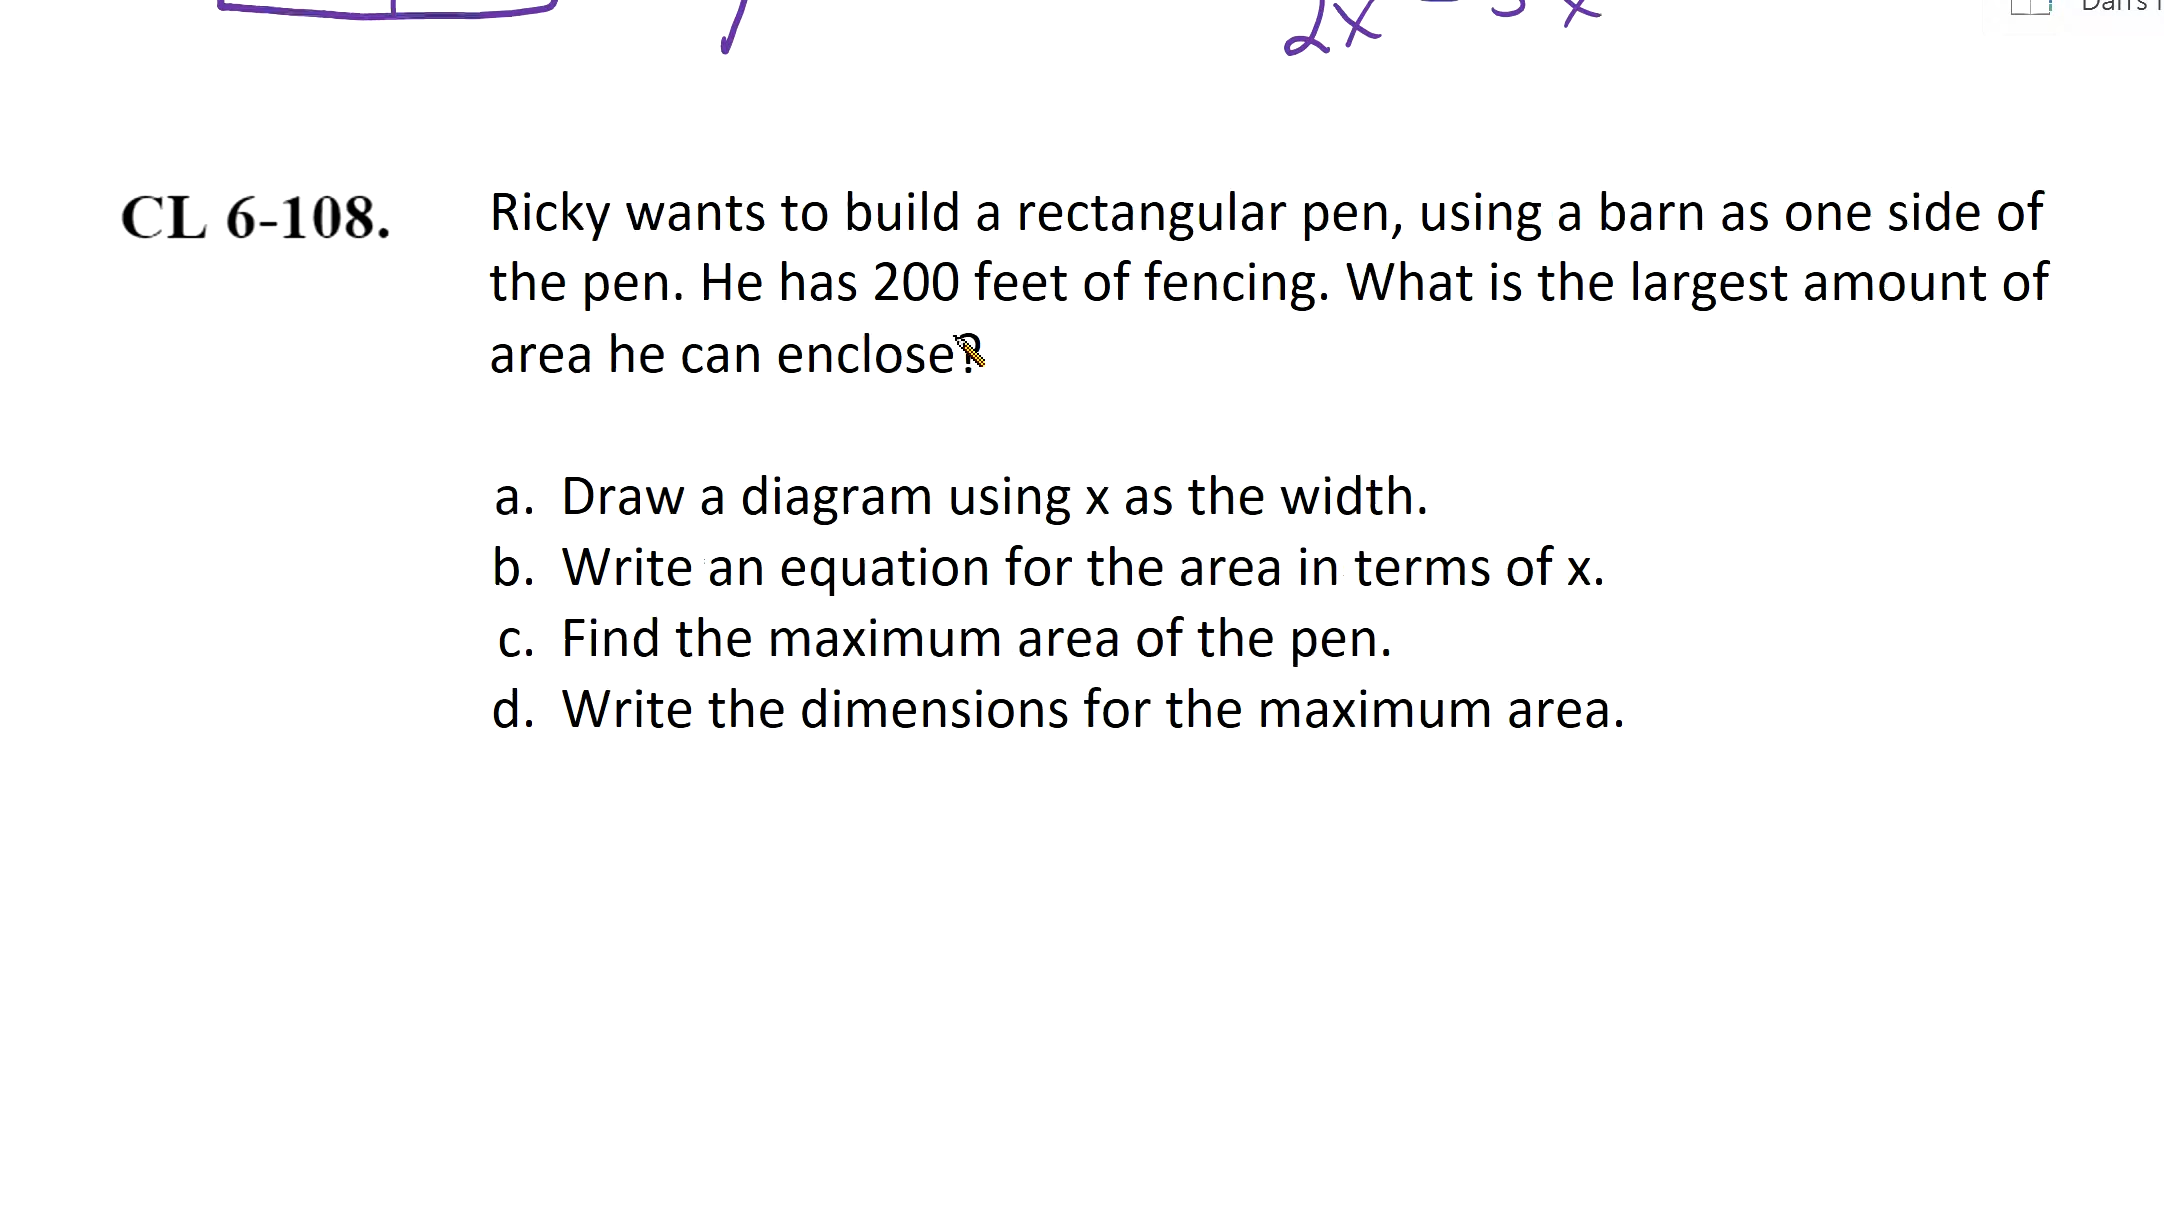 2x – 3x
CL 6-108. Ricky wants to build a rectangular pen, using a barn as one side of
the pen. He has 200 feet of fencing. What is the largest amount of
area he can enclose?
a. Draw a diagram using x as the width.
b. Write an equation for the area in terms of x.
c. Find the maximum area of the pen.
d. Write the dimensions for the maximum area.